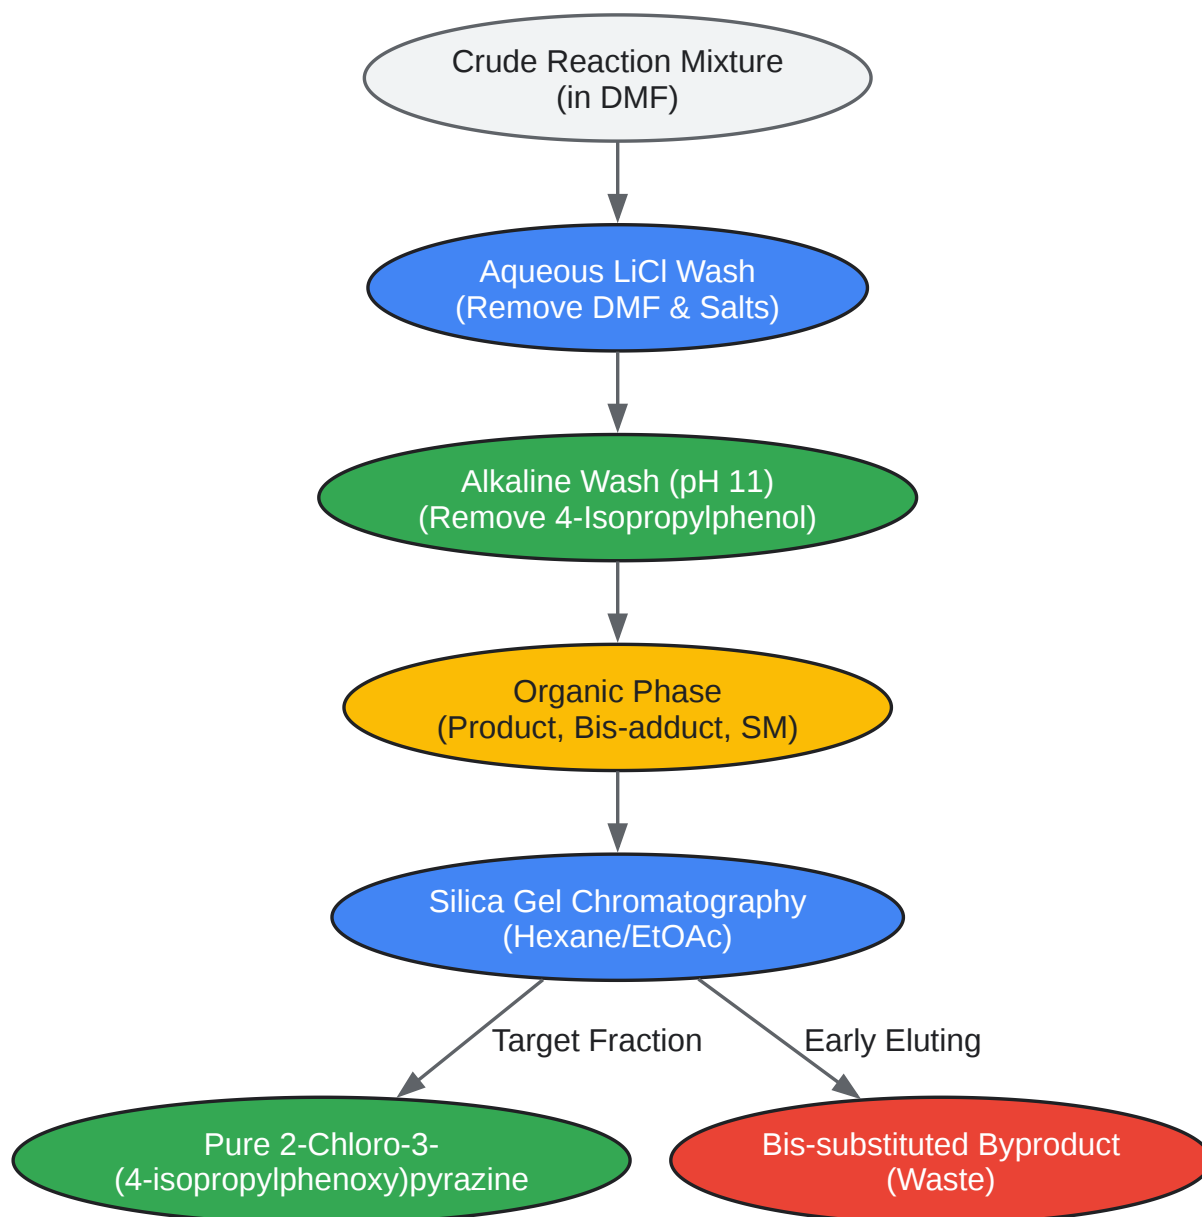 Crude Reaction Mixture
(in DMF)
Aqueous LiCl Wash
(Remove DMF & Salts)
Alkaline Wash (pH 11)
(Remove 4-Isopropylphenol)
Organic Phase
(Product, Bis-adduct, SM)
Silica Gel Chromatography
(Hexane/EtOAc)
Target Fraction
Early Eluting
Pure 2-Chloro-3-
(4-isopropylphenoxy)pyrazine
Bis-substituted Byproduct
(Waste)